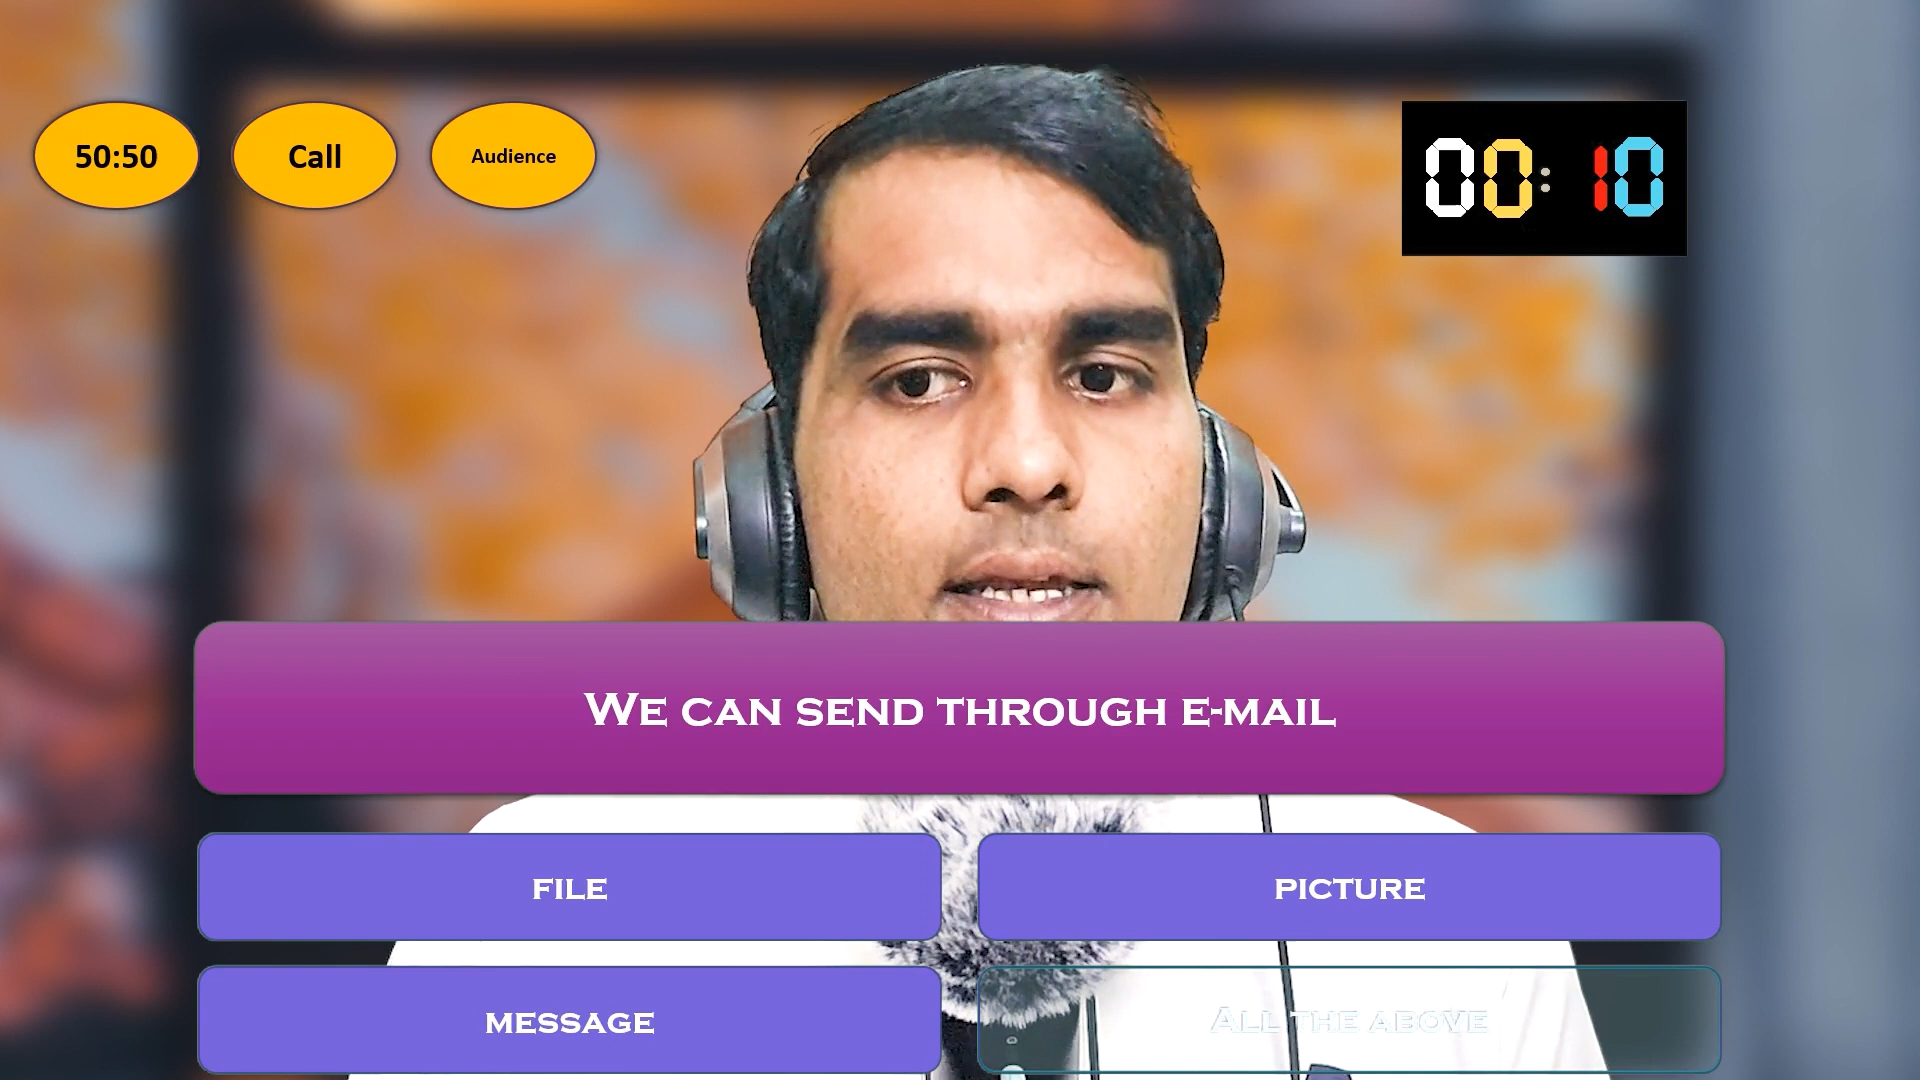 50:50
Call
Audience
00:10
We can send through e-mail
FILE
PICTURE
MESSAGE
All the above